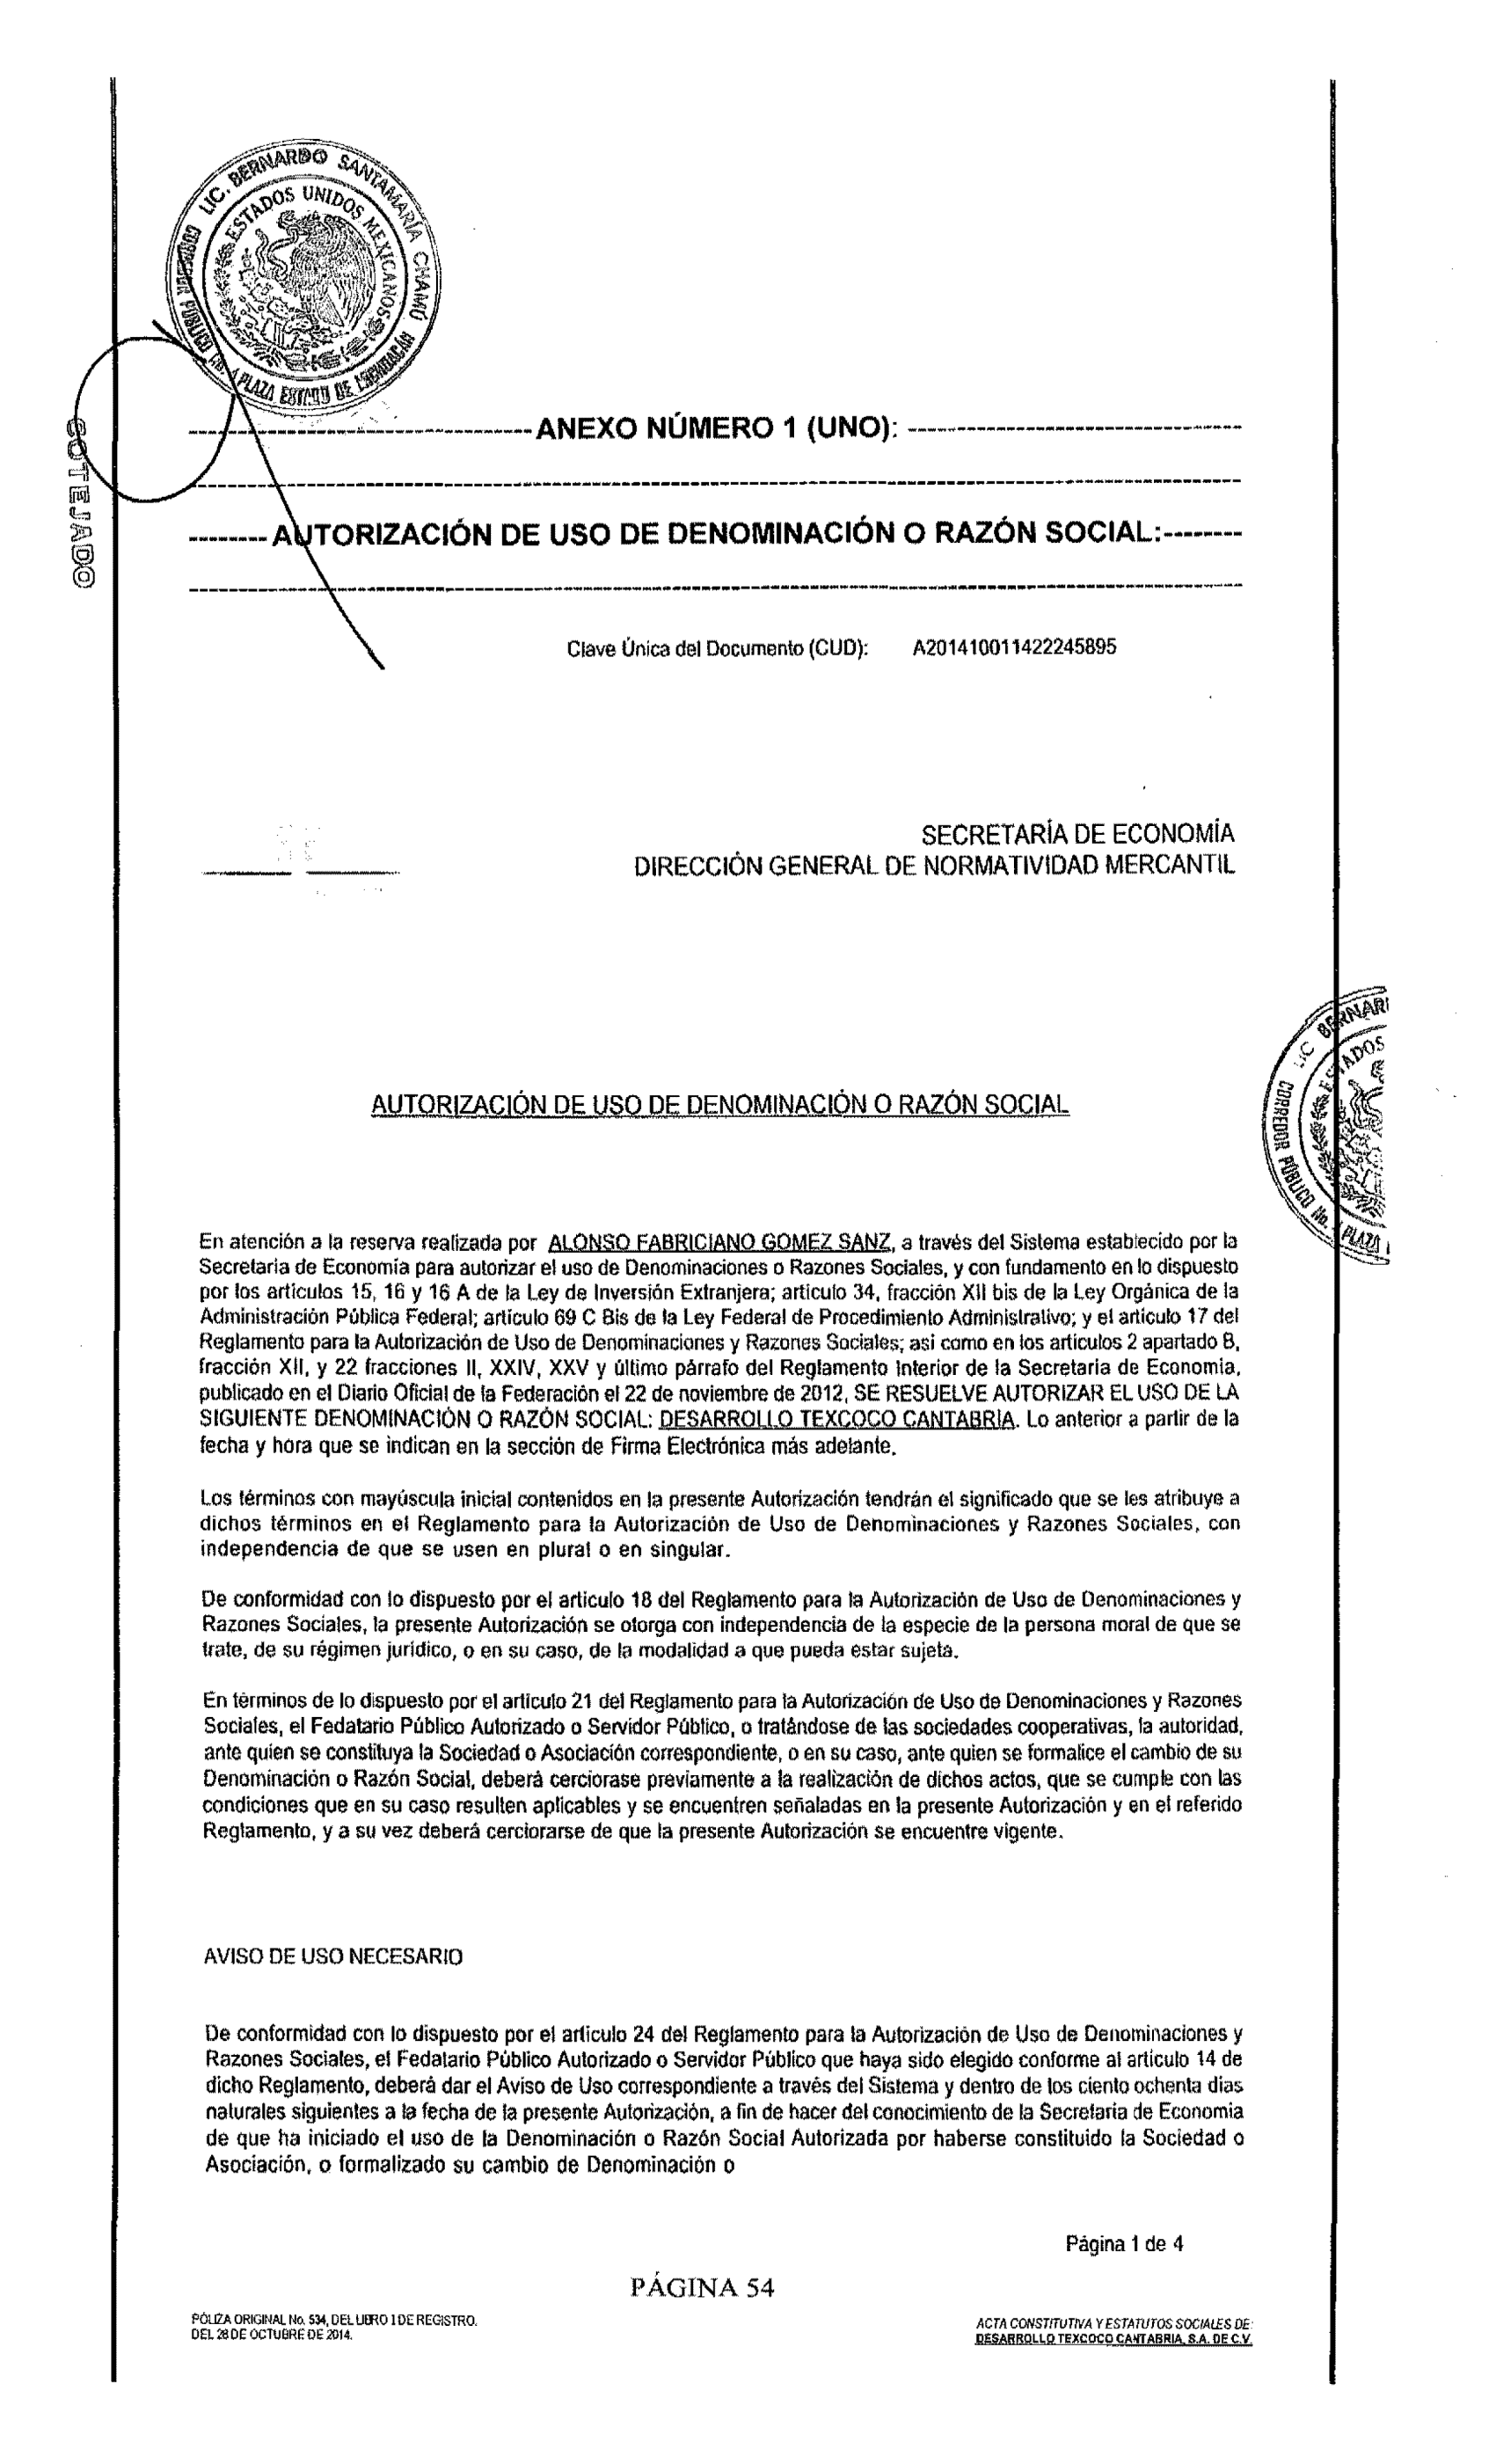 LIC. BERNARDO SANTAMARÍA CHAMÚ
ESTADOS UNIDOS MEXICANOS
CORREDOR PÚBLICO No. 1 PLAZA ESTADO DE MICHOACÁN
COTEJADO
ANEXO NÚMERO 1 (UNO):
AUTORIZACIÓN DE USO DE DENOMINACIÓN O RAZÓN SOCIAL:
Clave Única del Documento (CUD): A201410011422245895
SECRETARÍA DE ECONOMÍA
DIRECCIÓN GENERAL DE NORMATIVIDAD MERCANTIL
LIC BERNAR
ADOS
CORREDOR PÚBLICO No. 1 PLAZA
AUTORIZACIÓN DE USO DE DENOMINACIÓN O RAZÓN SOCIAL
En atención a la reserva realizada por ALONSO FABRICIANO GOMEZ SANZ, a través del Sistema establecido por la
Secretaría de Economía para autorizar el uso de Denominaciones o Razones Sociales, y con fundamento en lo dispuesto
por los artículos 15, 16 y 16 A de la Ley de Inversión Extranjera; artículo 34, fracción XII bis de la Ley Orgánica de la
Administración Pública Federal; artículo 69 C Bis de la Ley Federal de Procedimiento Administrativo; y el artículo 17 del
Reglamento para la Autorización de Uso de Denominaciones y Razones Sociales; así como en los artículos 2 apartado B,
fracción XII, y 22 fracciones II, XXIV, XXV y último párrafo del Reglamento Interior de la Secretaría de Economía,
publicado en el Diario Oficial de la Federación el 22 de noviembre de 2012, SE RESUELVE AUTORIZAR EL USO DE LA
SIGUIENTE DENOMINACIÓN O RAZÓN SOCIAL: DESARROLLO TEXCOCO CANTABRIA. Lo anterior a partir de la
fecha y hora que se indican en la sección de Firma Electrónica más adelante.
Los términos con mayúscula inicial contenidos en la presente Autorización tendrán el significado que se les atribuye a
dichos términos en el Reglamento para la Autorización de Uso de Denominaciones y Razones Sociales, con
independencia de que se usen en plural o en singular.
De conformidad con lo dispuesto por el artículo 18 del Reglamento para la Autorización de Uso de Denominaciones y
Razones Sociales, la presente Autorización se otorga con independencia de la especie de la persona moral de que se
trate, de su régimen jurídico, o en su caso, de la modalidad a que pueda estar sujeta.
En términos de lo dispuesto por el artículo 21 del Reglamento para la Autorización de Uso de Denominaciones y Razones
Sociales, el Fedatario Público Autorizado o Servidor Público, o tratándose de las sociedades cooperativas, la autoridad,
ante quien se constituya la Sociedad o Asociación correspondiente, o en su caso, ante quien se formalice el cambio de su
Denominación o Razón Social, deberá cerciorase previamente a la realización de dichos actos, que se cumple con las
condiciones que en su caso resulten aplicables y se encuentren señaladas en la presente Autorización y en el referido
Reglamento, y a su vez deberá cerciorarse de que la presente Autorización se encuentre vigente.
AVISO DE USO NECESARIO
De conformidad con lo dispuesto por el artículo 24 del Reglamento para la Autorización de Uso de Denominaciones y
Razones Sociales, el Fedatario Público Autorizado o Servidor Público que haya sido elegido conforme al artículo 14 de
dicho Reglamento, deberá dar el Aviso de Uso correspondiente a través del Sistema y dentro de los ciento ochenta días
naturales siguientes a la fecha de la presente Autorización, a fin de hacer del conocimiento de la Secretaría de Economía
de que ha iniciado el uso de la Denominación o Razón Social Autorizada por haberse constituido la Sociedad o
Asociación, o formalizado su cambio de Denominación o
Página 1 de 4
PÁGINA 54
PÓLIZA ORIGINAL No. 534, DEL LIBRO 1 DE REGISTRO.
DEL 28 DE OCTUBRE DE 2014.
ACTA CONSTITUTIVA Y ESTATUTOS SOCIALES DE:
DESARROLLO TEXCOCO CANTABRIA, S.A. DE C.V.